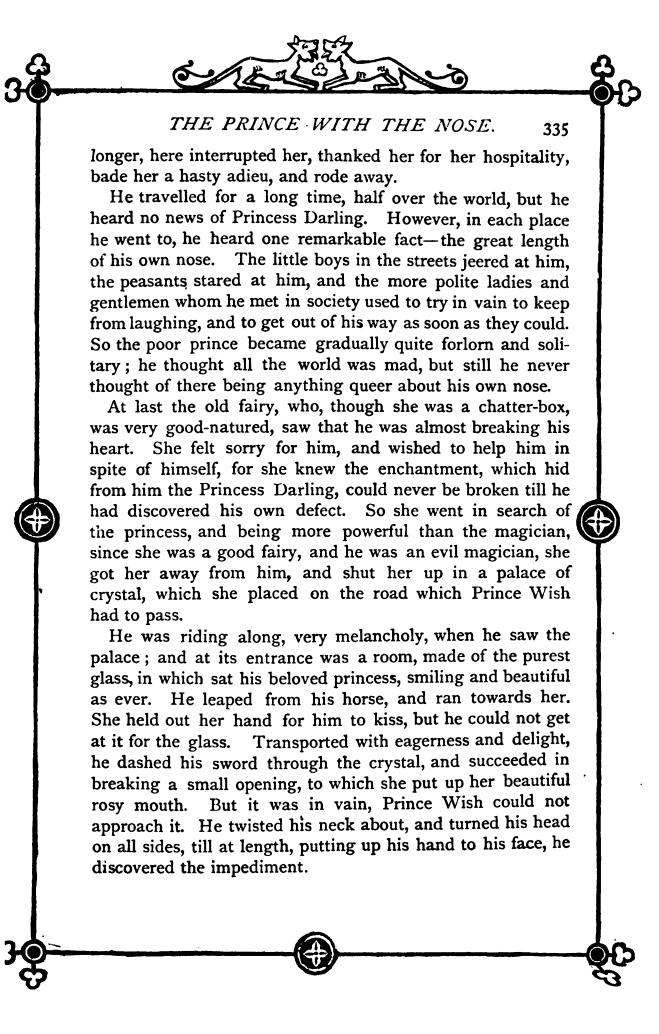 THE PRINCE WITH THE NOSE. 335
longer, here interrupted her, thanked her for her hospitality,
bade her a hasty adieu, and rode away.
He travelled for a long time, half over the world, but he
heard no news of Princess Darling. However, in each place
he went to, he heard one remarkable fact—the great length
of his own nose. The little boys in the streets jeered at him,
the peasants stared at him, and the more polite ladies and
gentlemen whom he met in society used to try in vain to keep
from laughing, and to get out of his way as soon as they could.
So the poor prince became gradually quite forlorn and soli-
tary; he thought all the world was mad, but still he never
thought of there being anything queer about his own nose.
At last the old fairy, who, though she was a chatter-box,
was very good-natured, saw that he was almost breaking his
heart. She felt sorry for him, and wished to help him in
spite of himself, for she knew the enchantment, which hid
from him the Princess Darling, could never be broken till he
had discovered his own defect. So she went in search of
the princess, and being more powerful than the magician,
since she was a good fairy, and he was an evil magician, she
got her away from him, and shut her up in a palace of
crystal, which she placed on the road which Prince Wish
had to pass.
He was riding along, very melancholy, when he saw the
palace; and at its entrance was a room, made of the purest
glass, in which sat his beloved princess, smiling and beautiful
as ever. He leaped from his horse, and ran towards her.
She held out her hand for him to kiss, but he could not get
at it for the glass. Transported with eagerness and delight,
he dashed his sword through the crystal, and succeeded in
breaking a small opening, to which she put up her beautiful
rosy mouth. But it was in vain, Prince Wish could not
approach it. He twisted his neck about, and turned his head
on all sides, till at length, putting up his hand to his face, he
discovered the impediment.